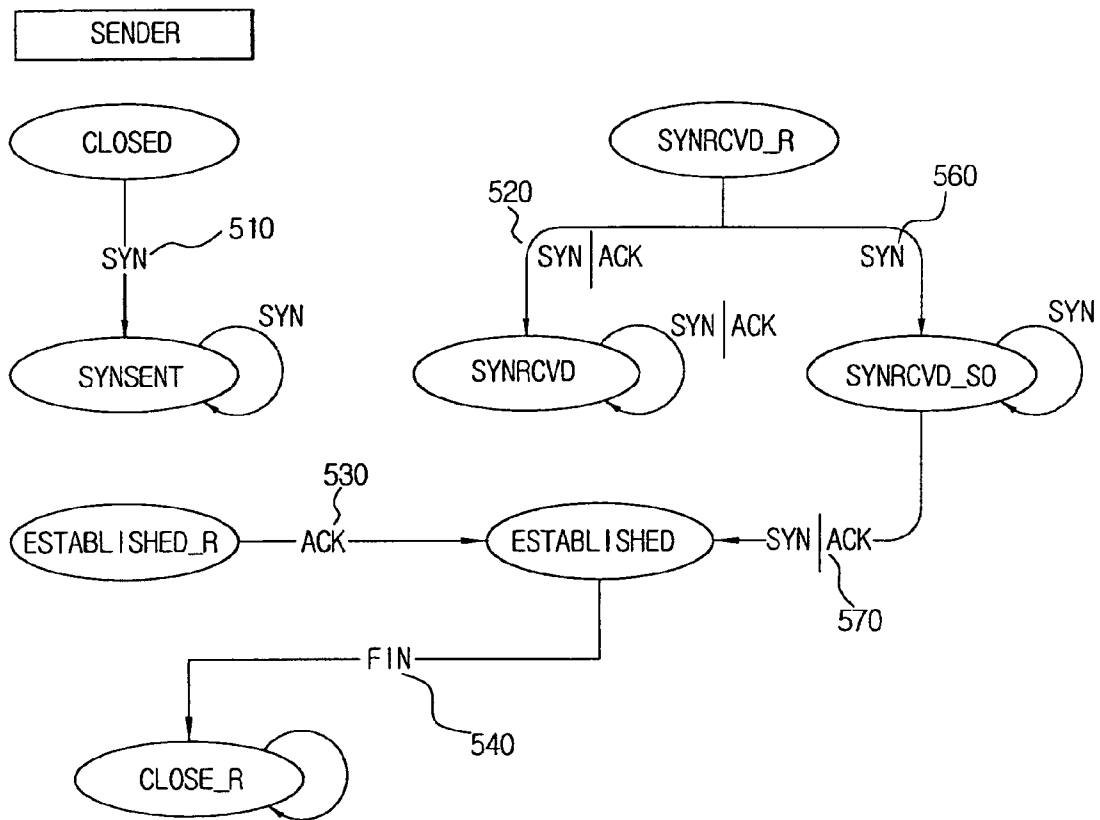 SENDER
CLOSED
SYNRCVD_R
520
560
510
SYN
SYN|ACK
SYN
SYN
SYN|ACK
SYN
SYNSENT
SYNRCVD
SYNRCVD_SO
530
ESTABLISHED_R
ACK
ESTABLISHED
SYN|ACK
570
FIN
540
CLOSE_R